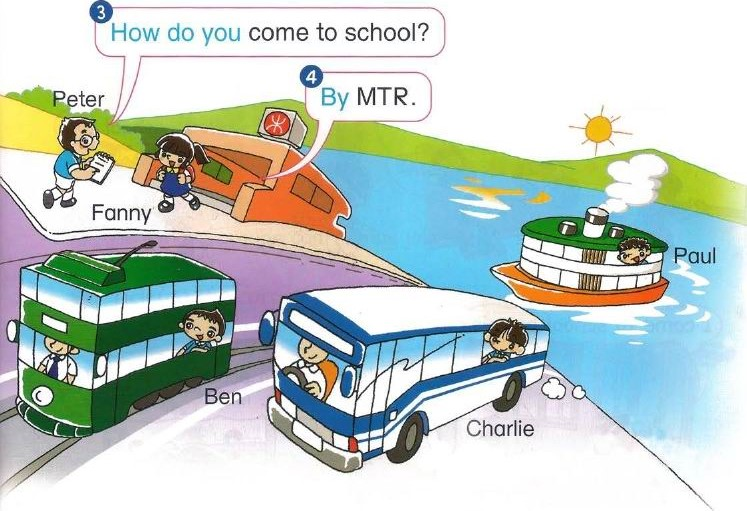 3
How do you come to school?
4
By MTR.
Peter
Fanny
Paul
Ben
Charlie